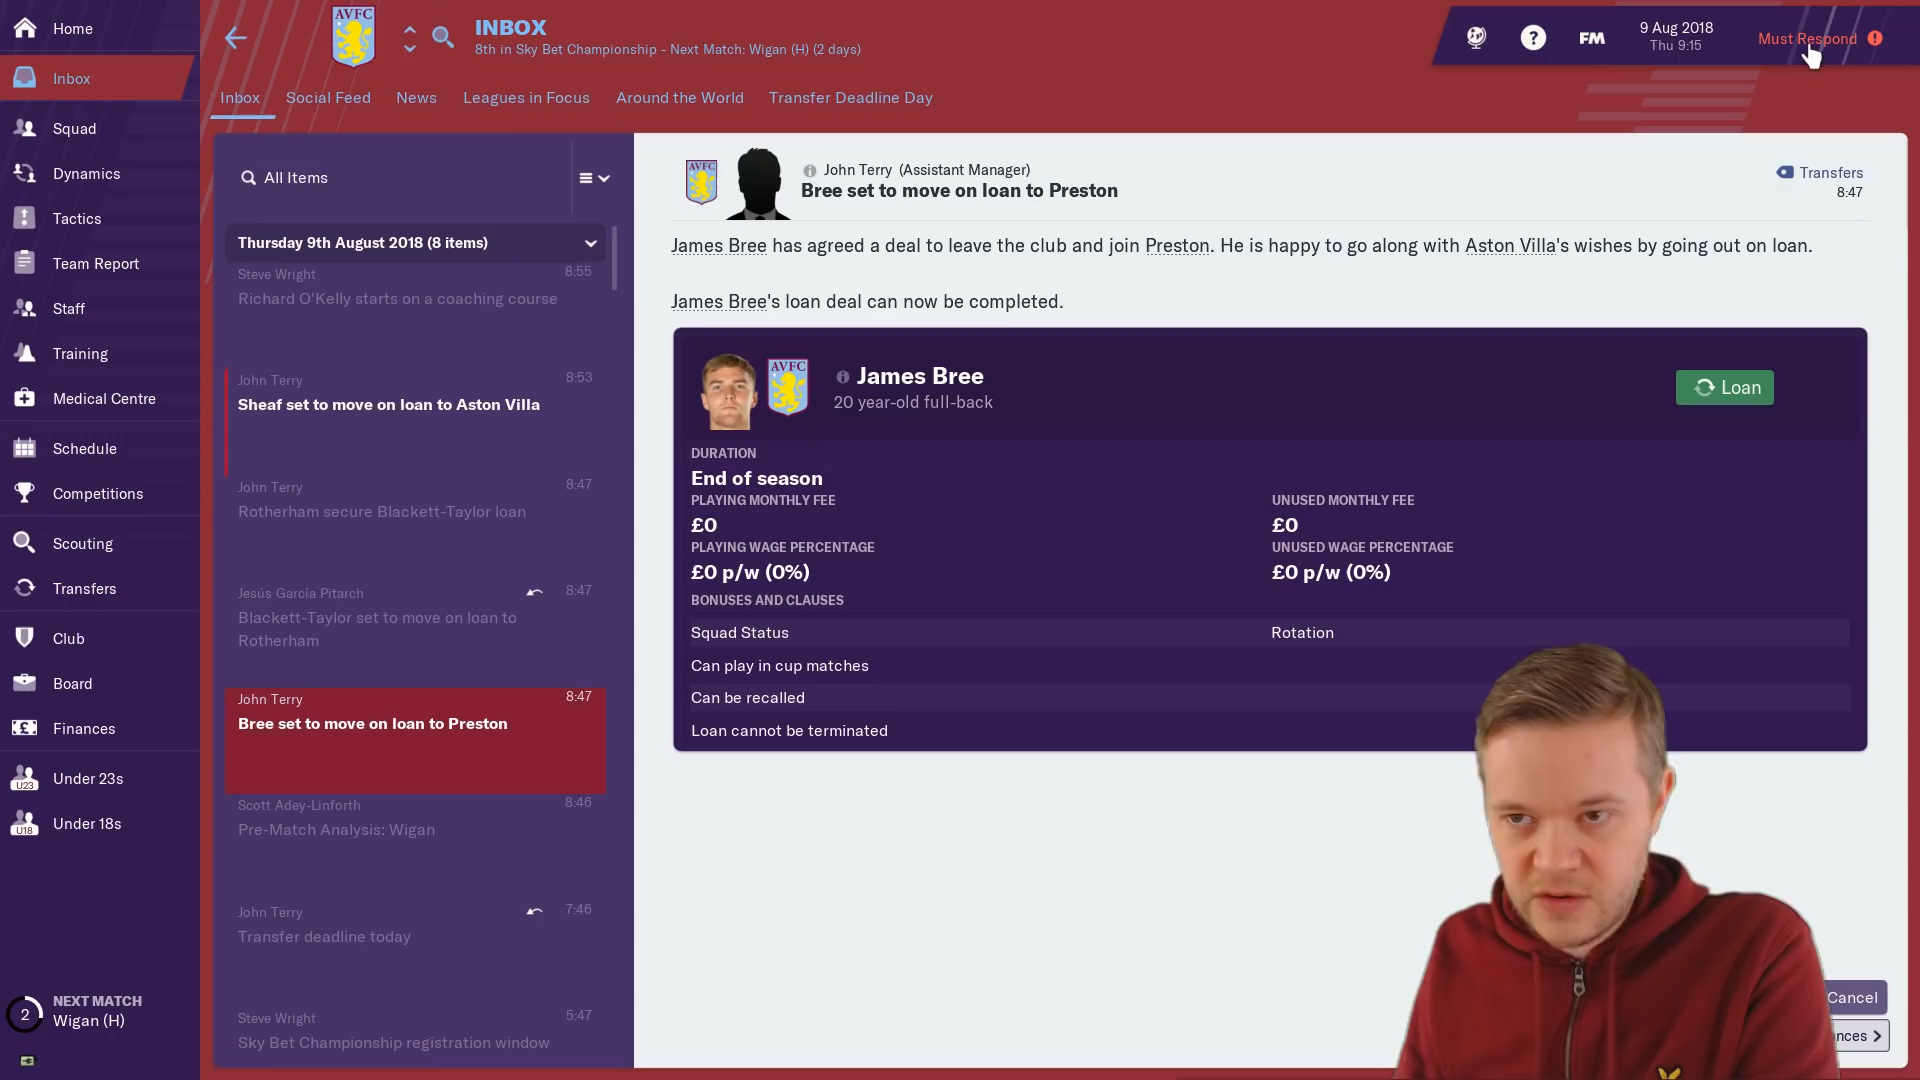 Home
Inbox
Squad
Dynamics
Tactics
Team Report
Staff
Training
Medical Centre
Schedule
Competitions
Scouting
Transfers
Club
Board
Finances
U23
Under 23s
U18
Under 18s
2
NEXT MATCH
Wigan (H)
AVFC
INBOX
8th in Sky Bet Championship - Next Match: Wigan (H) (2 days)
?
FM
9 Aug 2018
Thu 9:15
Must Respond
Inbox
Social Feed
News
Leagues in Focus
Around the World
Transfer Deadline Day
All Items
Thursday 9th August 2018 (8 items)
Steve Wright
8:55
Richard O'Kelly starts on a coaching course
John Terry
8:53
Sheaf set to move on loan to Aston Villa
John Terry
8:47
Rotherham secure Blackett-Taylor loan
Jesús García Pitarch
8:47
Blackett-Taylor set to move on loan to
Rotherham
John Terry
8:47
Bree set to move on loan to Preston
Scott Adey-Linforth
8:46
Pre-Match Analysis: Wigan
John Terry
7:46
Transfer deadline today
Steve Wright
5:47
Sky Bet Championship registration window
AVFC
John Terry (Assistant Manager)
Bree set to move on loan to Preston
Transfers
8:47
James Bree has agreed a deal to leave the club and join Preston. He is happy to go along with Aston Villa's wishes by going out on loan.
James Bree's loan deal can now be completed.
AVFC
James Bree
20 year-old full-back
Loan
DURATION
End of season
PLAYING MONTHLY FEE
UNUSED MONTHLY FEE
£0
£0
PLAYING WAGE PERCENTAGE
UNUSED WAGE PERCENTAGE
£0 p/w (0%)
£0 p/w (0%)
BONUSES AND CLAUSES
Squad Status
Rotation
Can play in cup matches
Can be recalled
Loan cannot be terminated
Cancel
nces